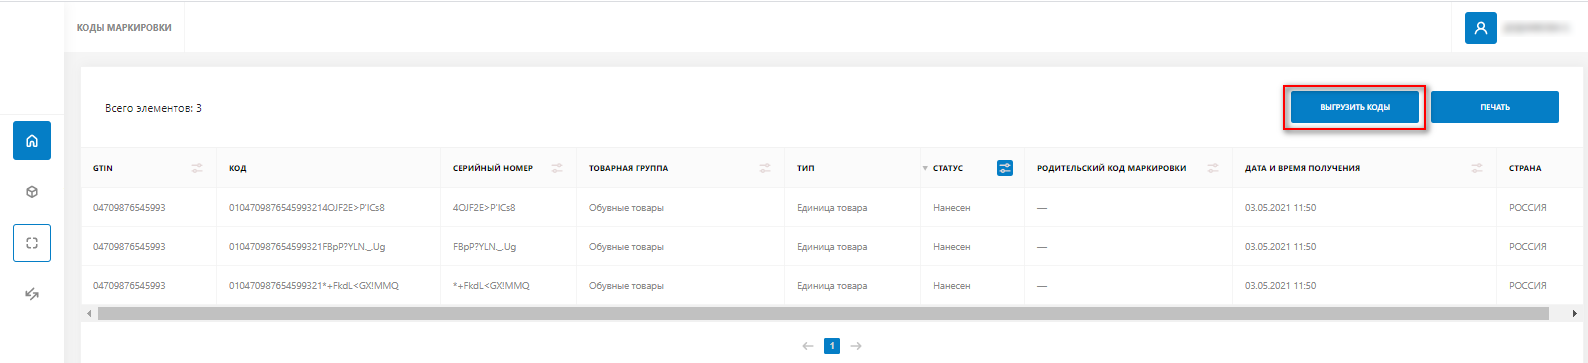 КОДЫ МАРКИРОВКИ
Всего элементов: 3
ВЫГРУЗИТЬ КОДЫ ПЕЧАТЬ
GTIN КОД СЕРИЙНЫЙ НОМЕР ТОВАРНАЯ ГРУППА ТИП СТАТУС РОДИТЕЛЬСКИЙ КОД МАРКИРОВКИ ДАТА И ВРЕМЯ ПОЛУЧЕНИЯ СТРАНА
04709876545993 0104709876545993214OJF2E>P'ICs8 4OJF2E>P'ICs8 Обувные товары Единица товара Нанесен — 03.05.2021 11:50 РОССИЯ
04709876545993 010470987654599321FBpP?YLN._.Ug FBpP?YLN._.Ug Обувные товары Единица товара Нанесен — 03.05.2021 11:50 РОССИЯ
04709876545993 010470987654599321*+FkdL<GX!MMQ *+FkdL<GX!MMQ Обувные товары Единица товара Нанесен — 03.05.2021 11:50 РОССИЯ
1